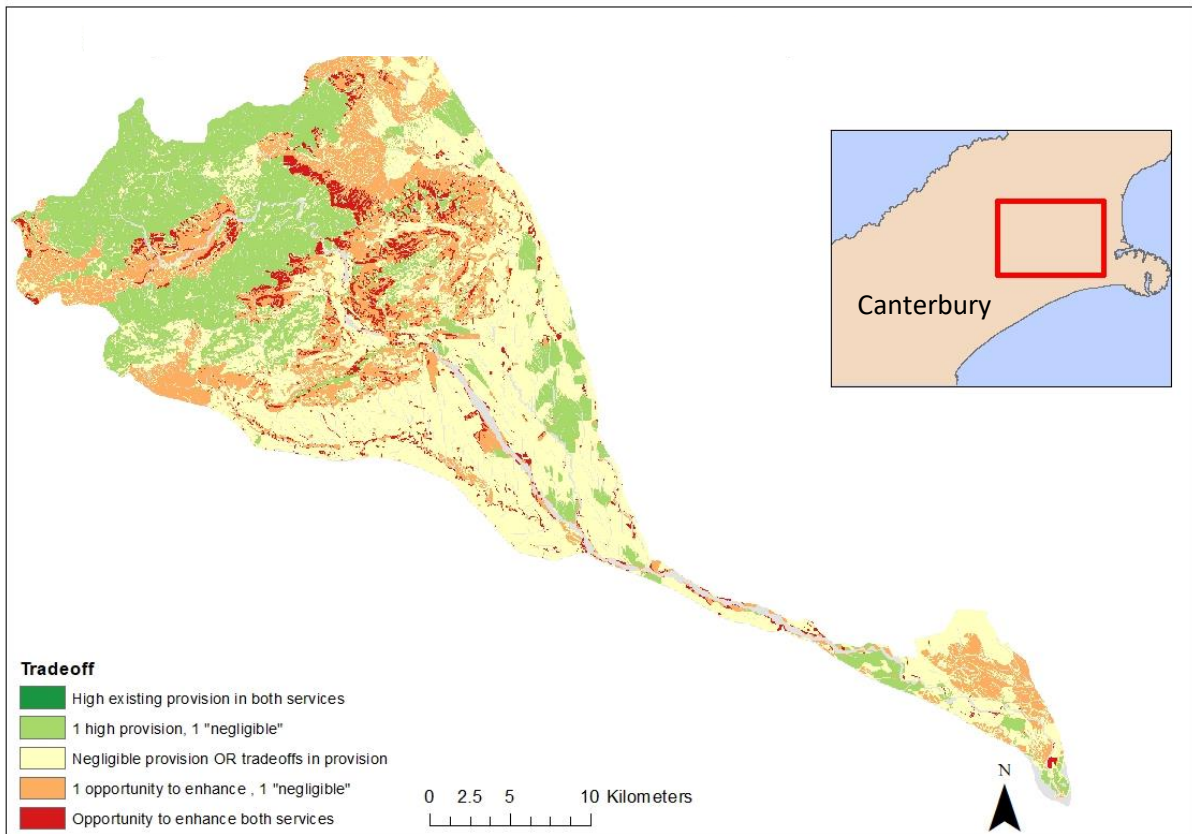 Canterbury
Tradeoff
High existing provision in both services
1 high provision, 1 "negligible"
Negligible provision OR tradeoffs in provision
1 opportunity to enhance , 1 "negligible"
Opportunity to enhance both services
0 2.5 5 10 Kilometers
N